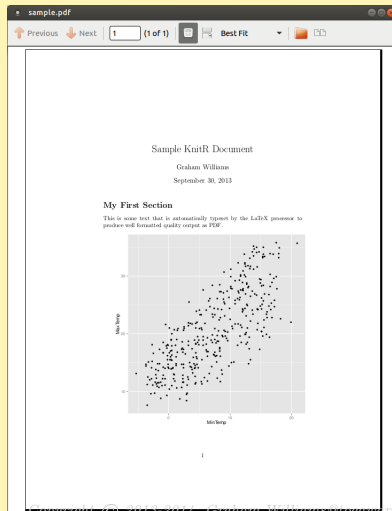 sample.pdf
Previous Next 1 (1 of 1) Best Fit
Sample KnitR Document
Graham Williams
September 30, 2013
My First Section
This is some text that is automatically typeset by the LaTeX processor to
produce well formatted quality output as PDF.
MaxTemp
MinTemp
1